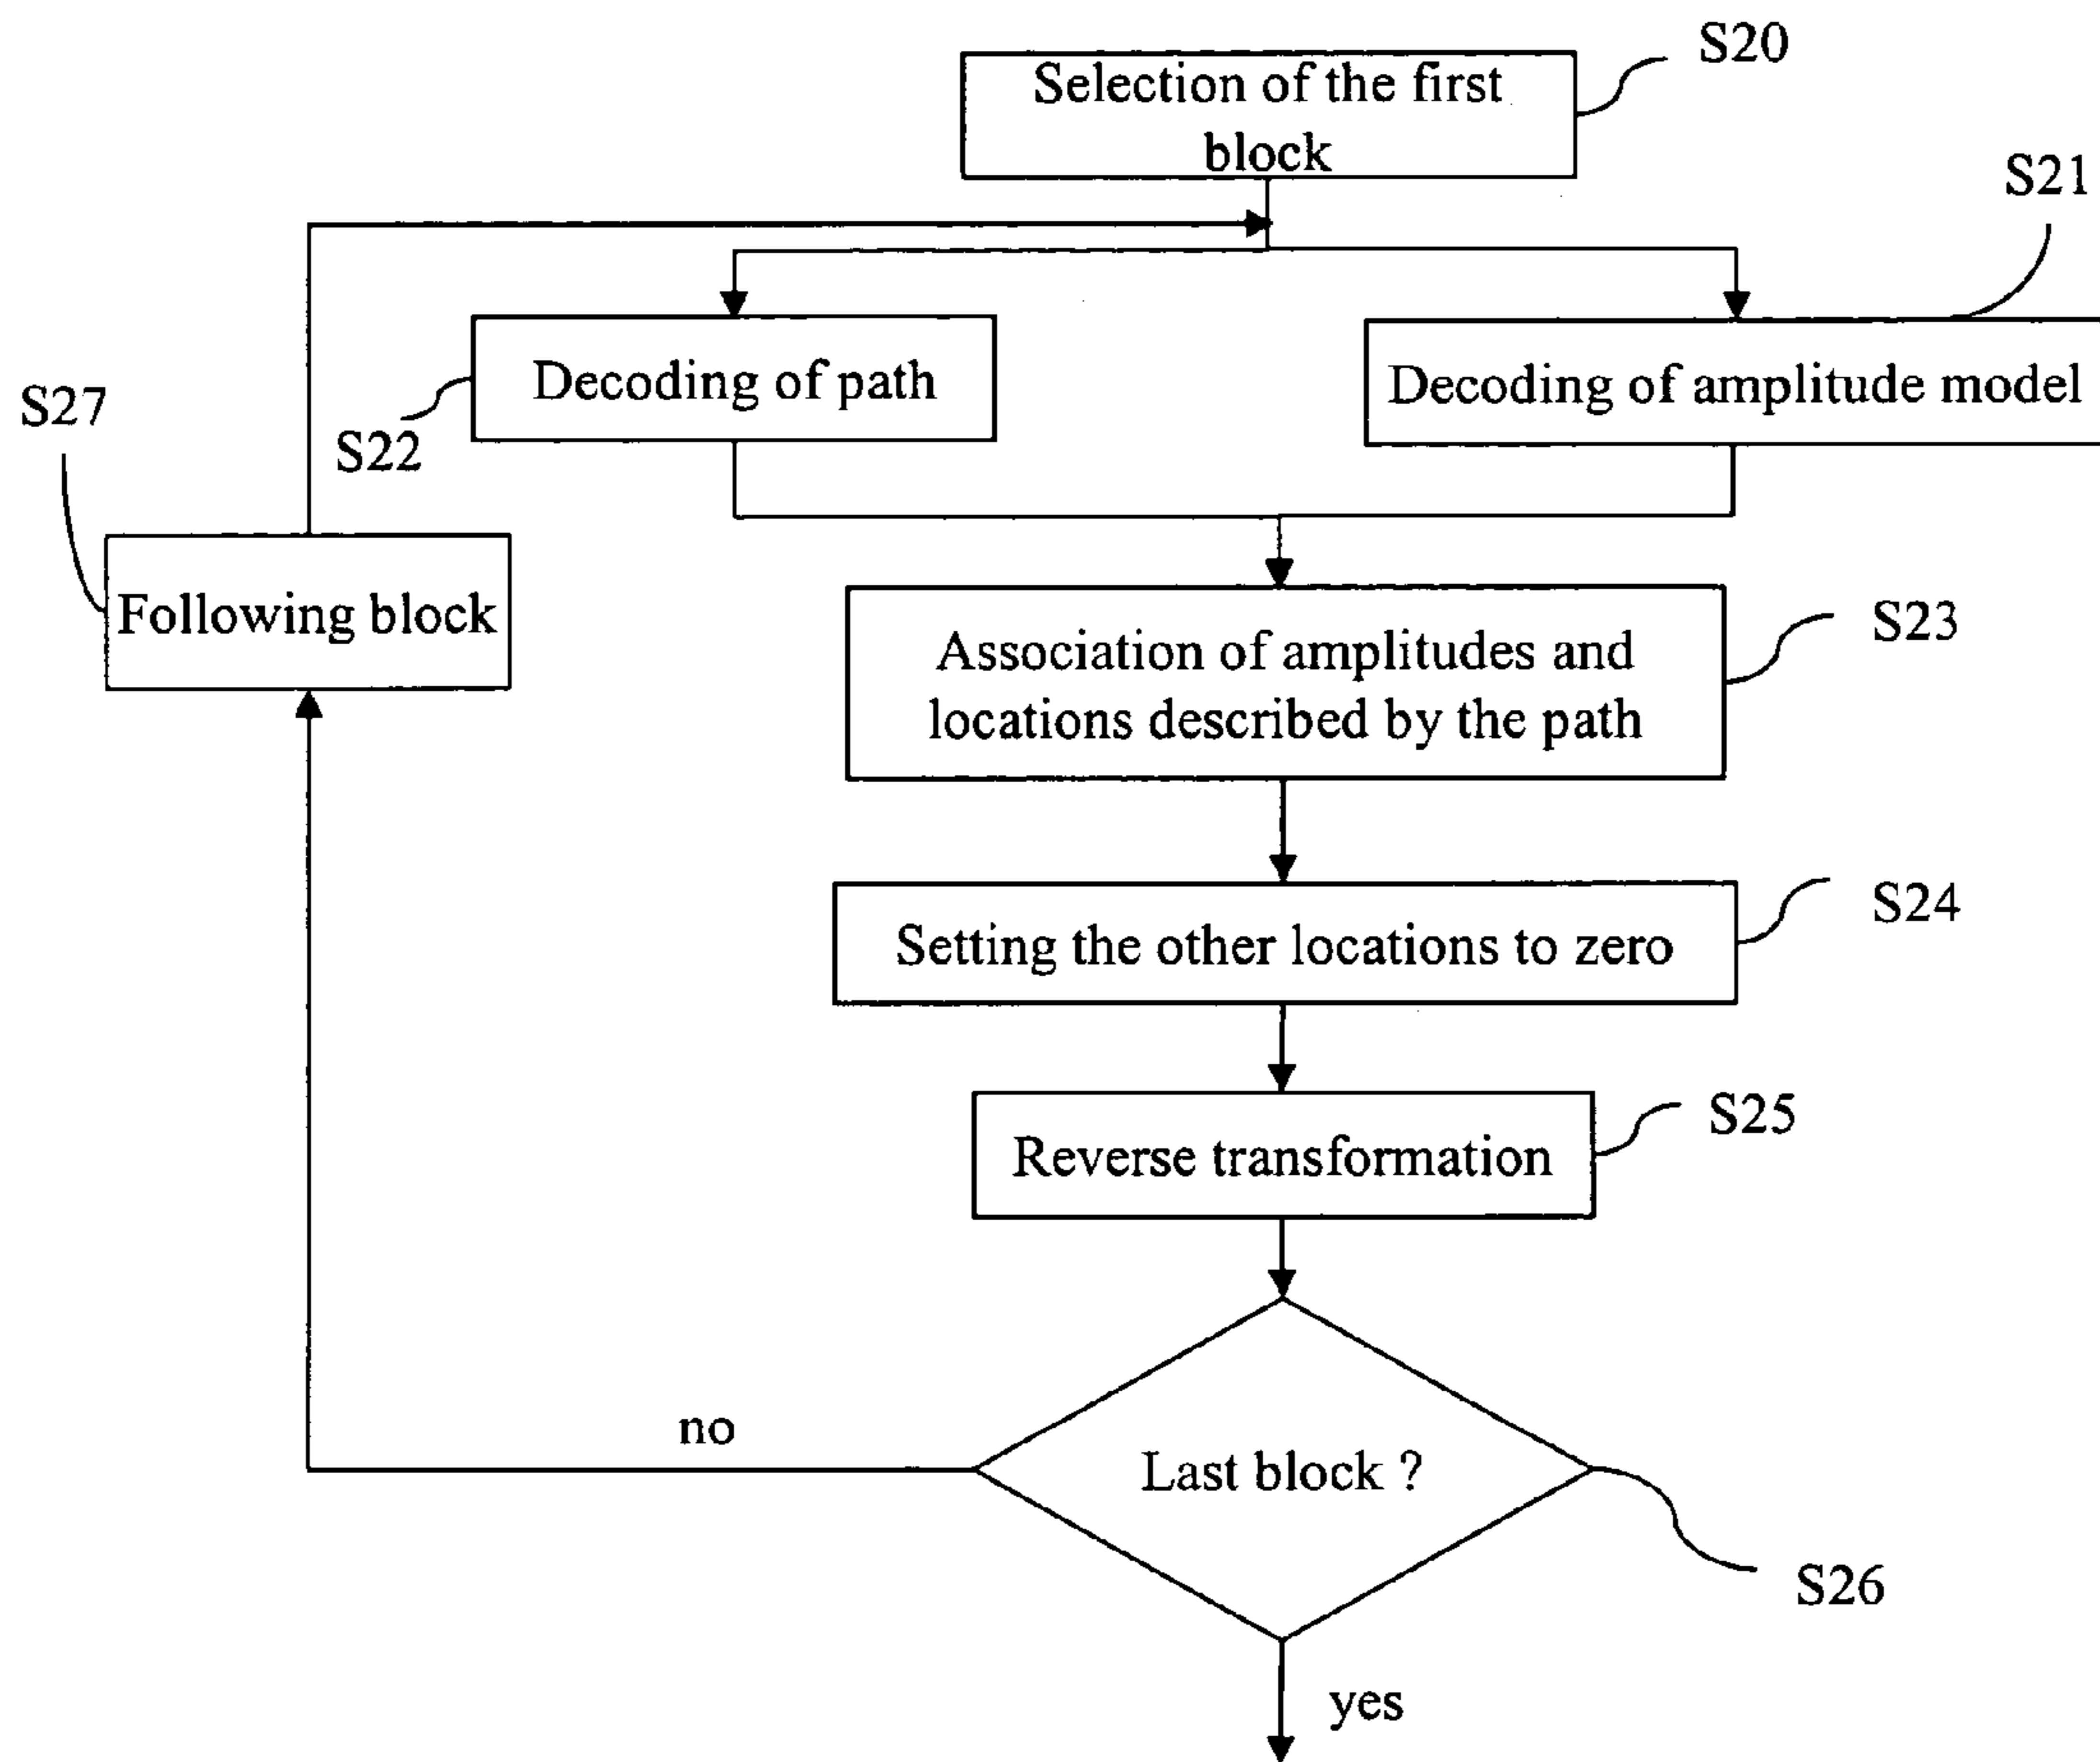 S20
Selection of the first
block
S21
Decoding of path
Decoding of amplitude model
S27
S22
Following block
S23
Association of amplitudes and
locations described by the path
S24
Setting the other locations to zero
S25
Reverse transformation
no
Last block ?
S26
yes